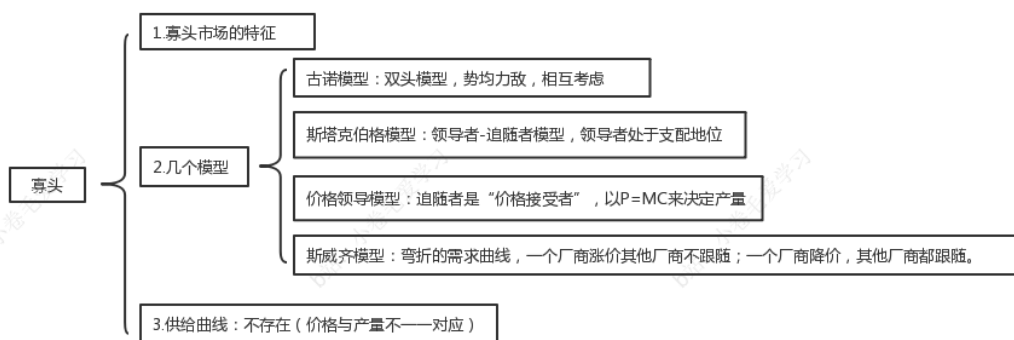 1.寡头市场的特征
古诺模型：双头模型，势均力敌，相互考虑
斯塔克伯格模型：领导者-追随者模型，领导者处于支配地位
2.几个模型
寡头
价格领导模型：追随者是“价格接受者”，以P=MC来决定产量
斯威齐模型：弯折的需求曲线，一个厂商涨价其他厂商不跟随；一个厂商降价，其他厂商都跟随。
3.供给曲线：不存在（价格与产量不一一对应）